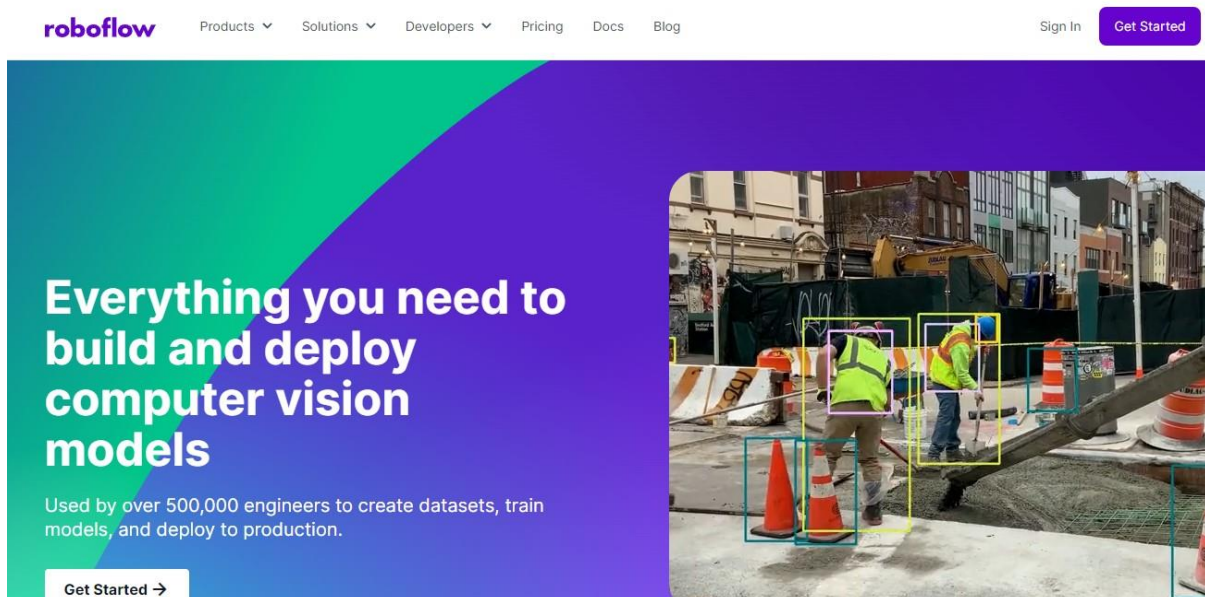 roboflow
Products
Solutions
Developers
Pricing
Docs
Blog
Sign In
Get Started
Everything you need to
build and deploy
computer vision
models
Used by over 500,000 engineers to create datasets, train
models, and deploy to production.
Get Started →